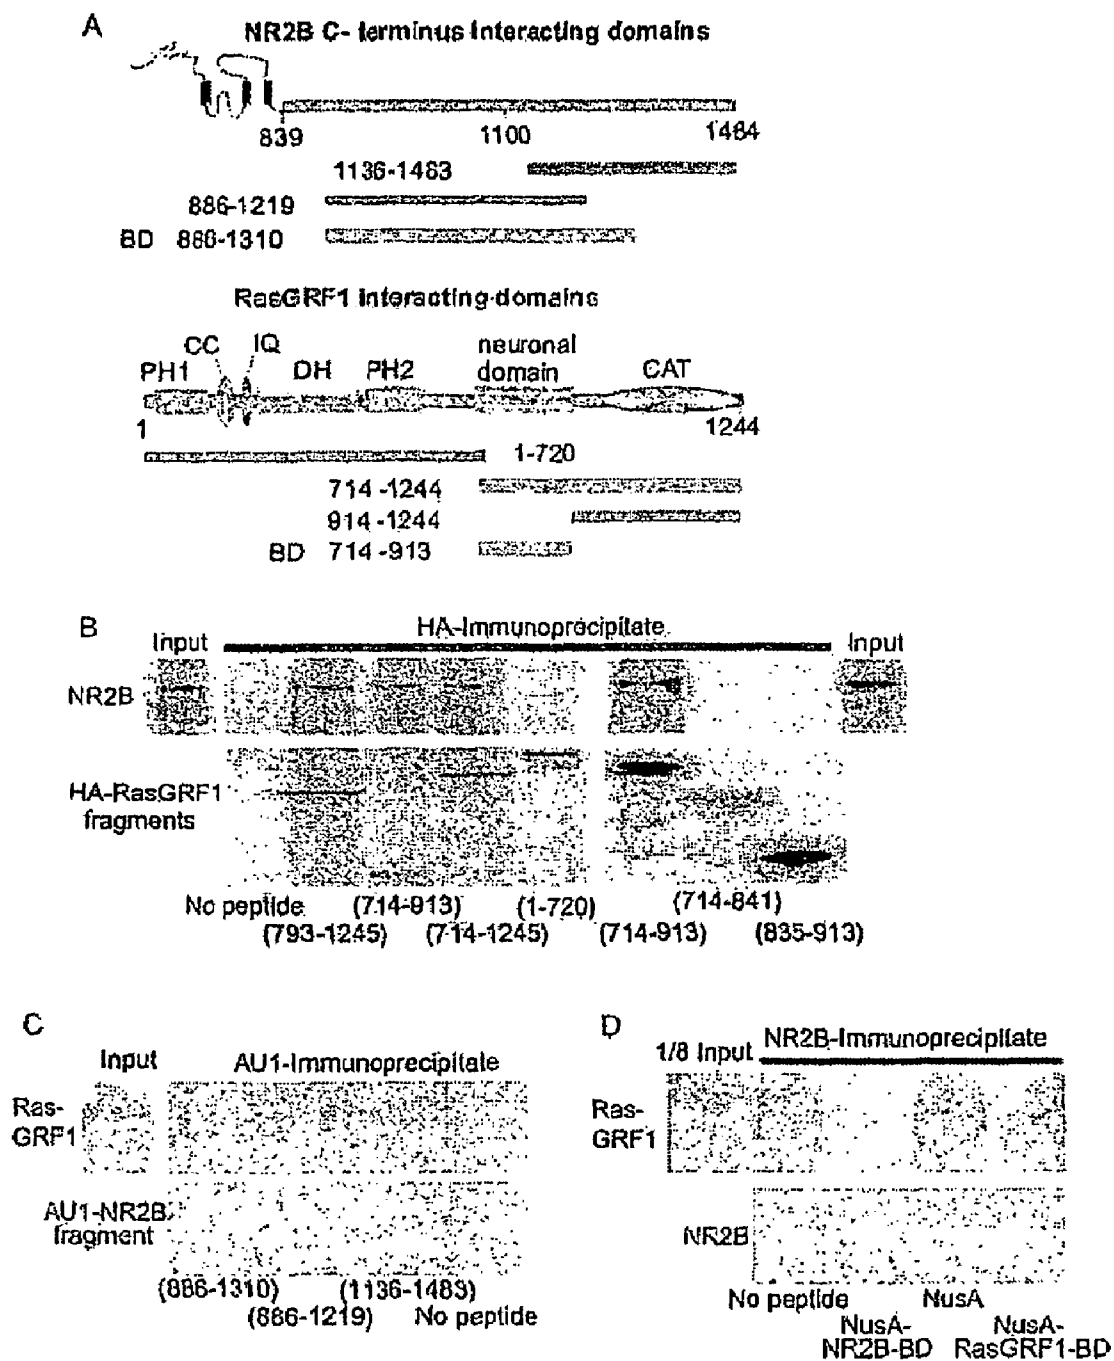 A
NR2B C- terminus interacting domains
839
1100
1484
1136-1483
886-1219
BD 886-1310
RasGRF1 interacting domains
CC
IQ
neuronal
domain
PH1
DH
PH2
CAT
1
1244
1-720
714 -1244
914 -1244
BD 714 -913
B
Input
HA-Immunoprecipitate
Input
NR2B
HA-RasGRF1
fragments
No peptide
(714-913)
(1-720)
(714-841)
(793-1245)
(714-1245)
(714-913)
(835-913)
C
Input
AU1-Immunoprecipitate
Ras-
GRF1
AU1-NR2B
fragment
(886-1310)
(1136-1483)
(886-1219)
No peptide
D
1/8 Input
NR2B-Immunoprecipitate
Ras-
GRF1
NR2B
No peptide
NusA
NusA-
NR2B-BD
NusA-
RasGRF1-BD